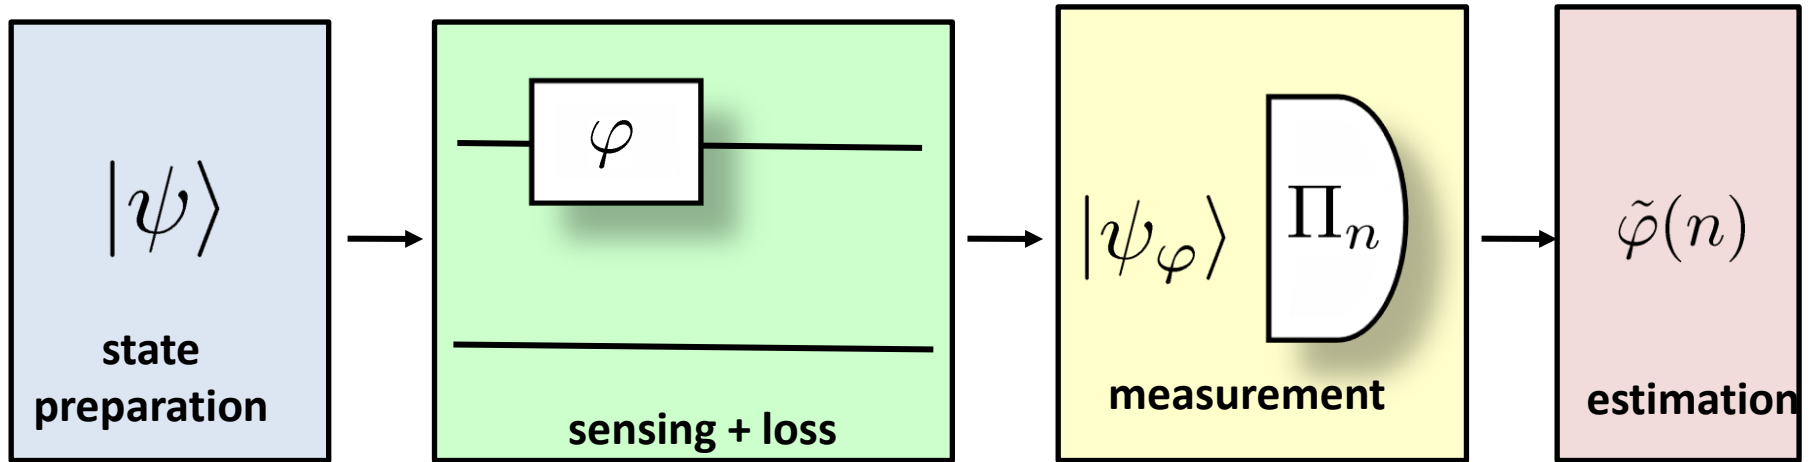 |ψ⟩
state
preparation
φ
sensing + loss
|ψ_φ⟩
Π_n
measurement
φ̃(n)
estimation